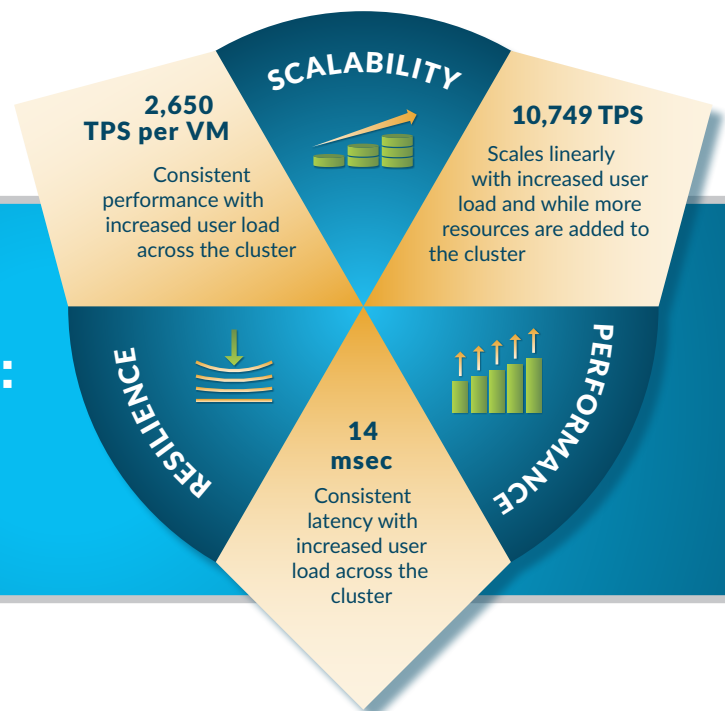 SCALABILITY
2,650
TPS per VM
Consistent
performance with
increased user load
across the cluster
10,749 TPS
Scales linearly
with increased user
load and while more
resources are added to
the cluster
:
RESILIENCE
PERFORMANCE
14
msec
Consistent
latency with
increased user
load across the
cluster